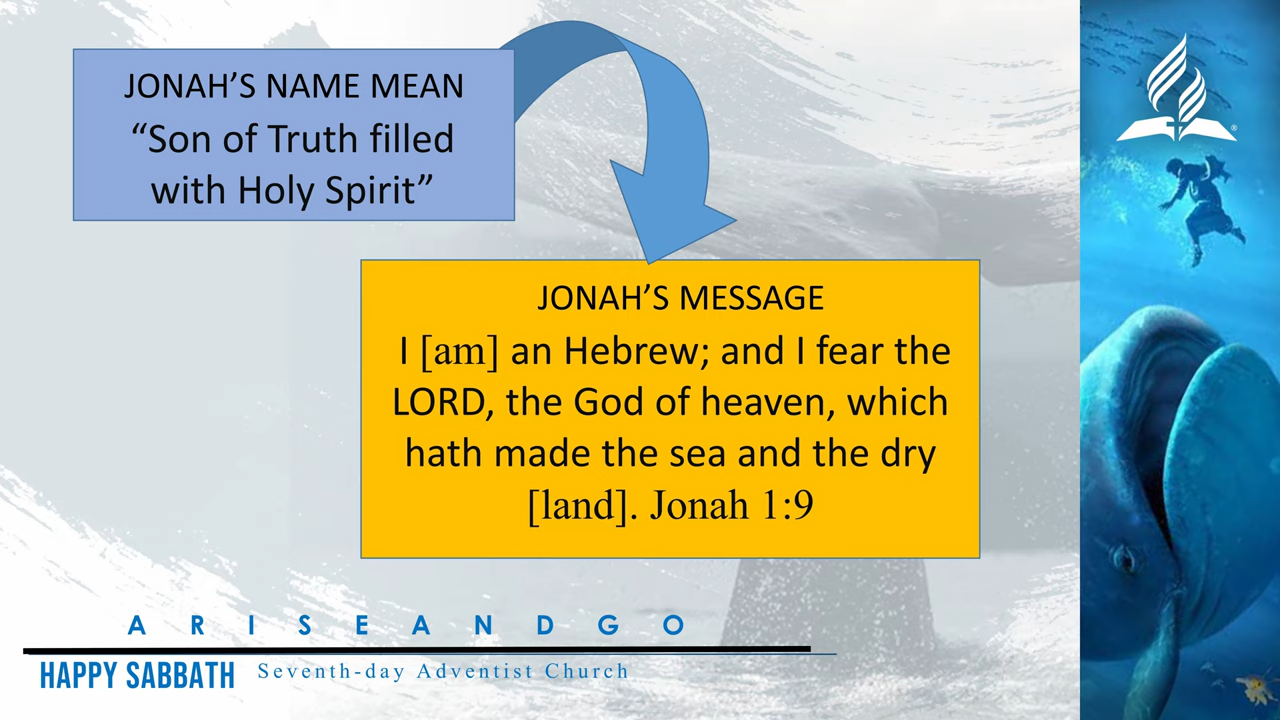 JONAH’S NAME MEAN
“Son of Truth filled
with Holy Spirit”
JONAH’S MESSAGE
I [am] an Hebrew; and I fear the
LORD, the God of heaven, which
hath made the sea and the dry
[land]. Jonah 1:9
A R I S E A N D G O
HAPPY SABBATH Seventh-day Adventist Church
®